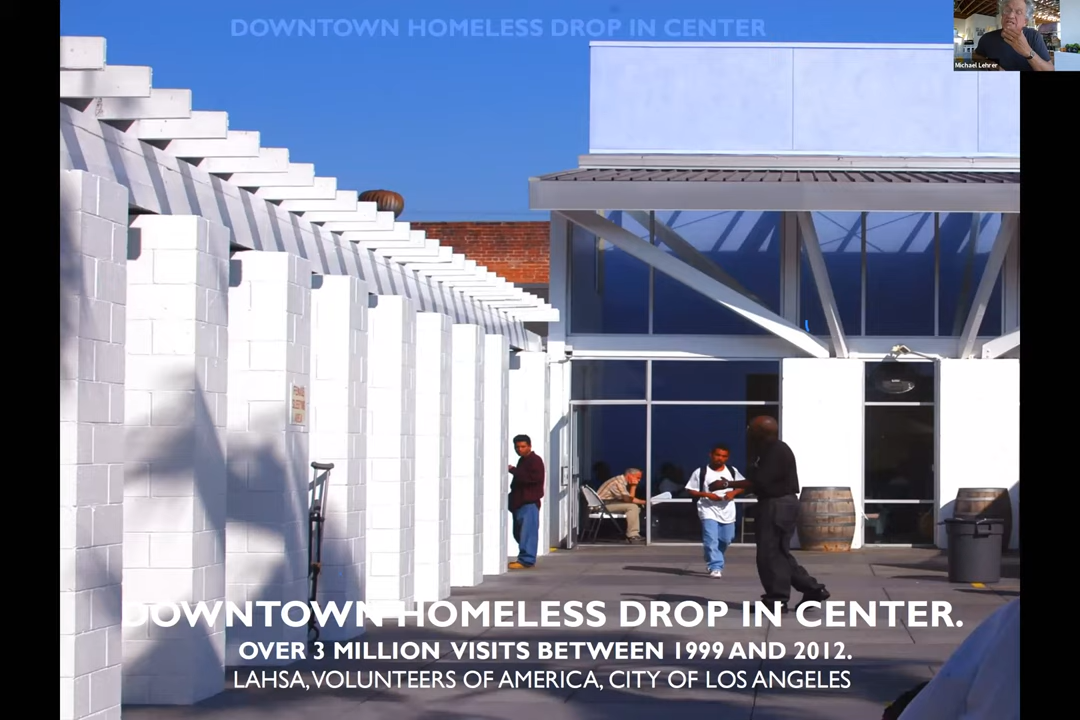 DOWNTOWN HOMELESS DROP IN CENTER
Michael Lehrer
DOWNTOWN HOMELESS DROP IN CENTER.
OVER 3 MILLION VISITS BETWEEN 1999 AND 2012.
LAHSA, VOLUNTEERS OF AMERICA, CITY OF LOS ANGELES